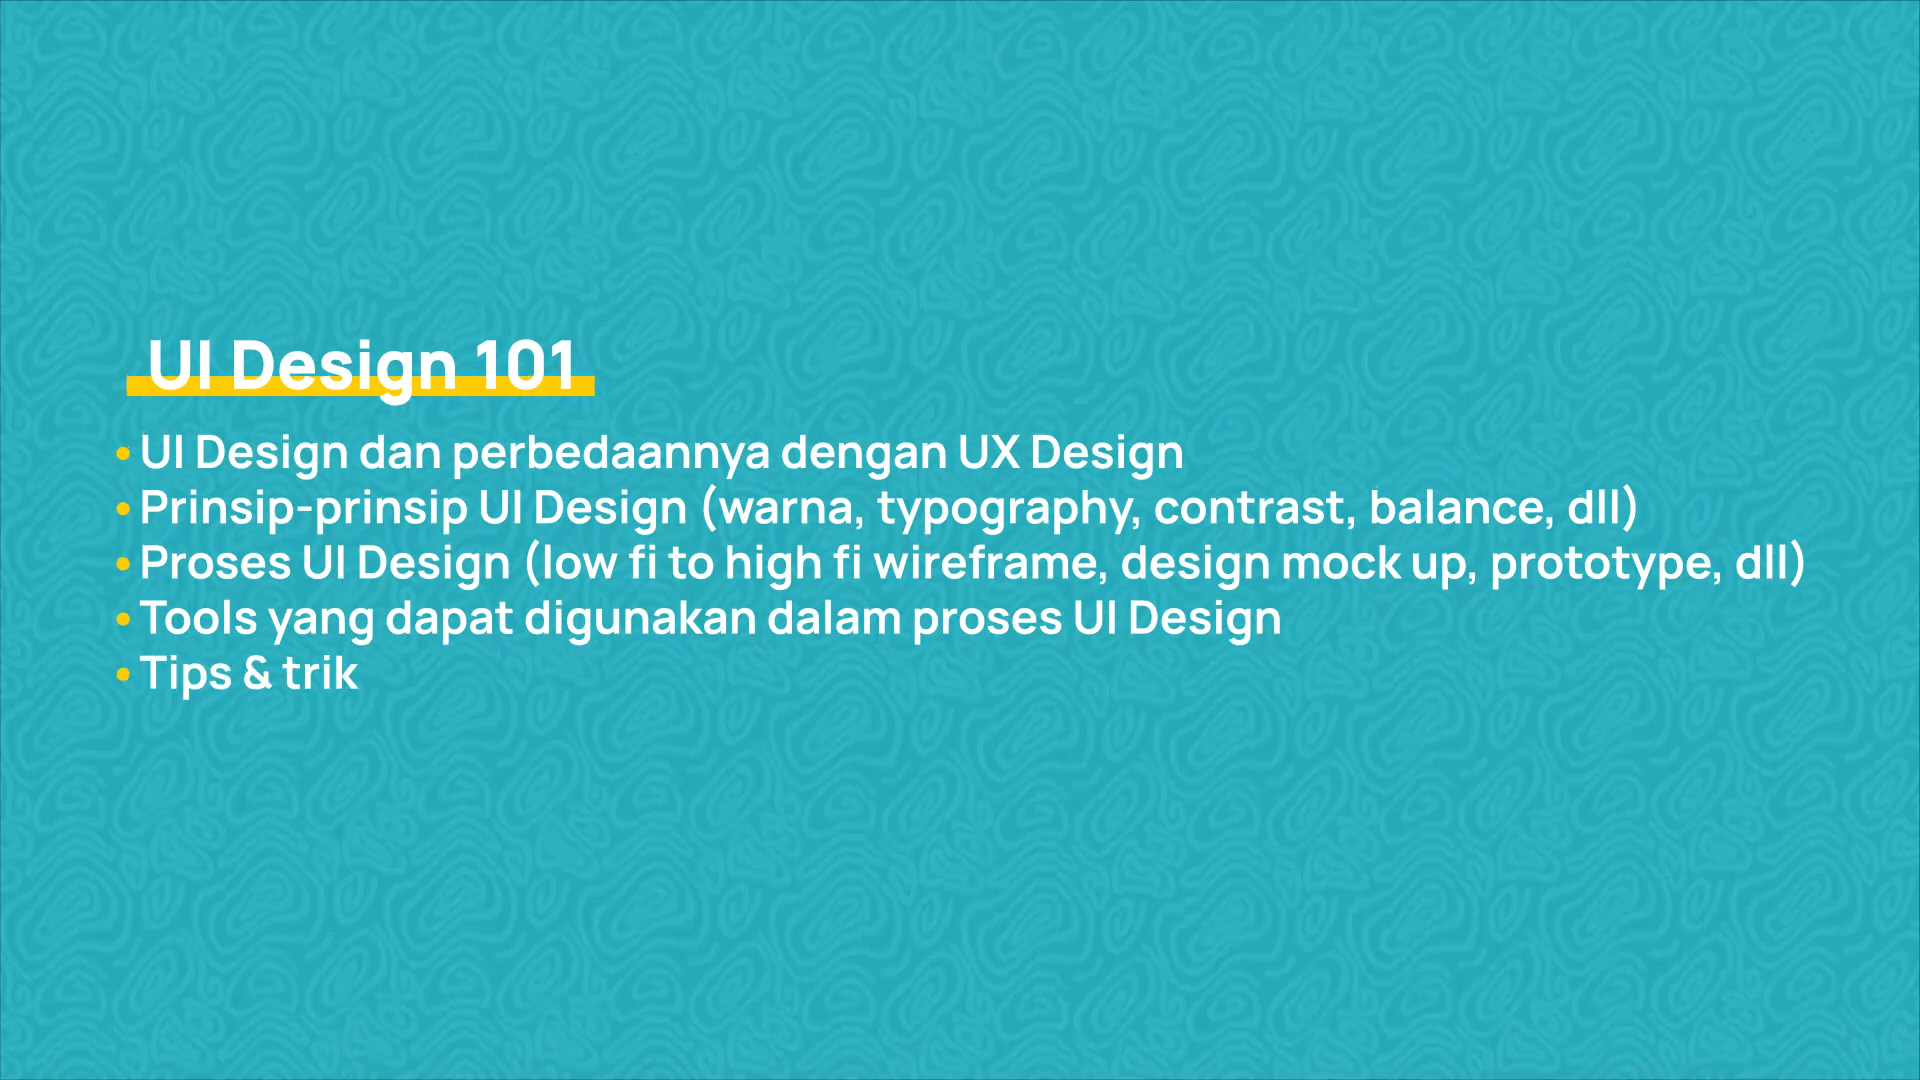 UI Design 101
• UI Design dan perbedaannya dengan UX Design
• Prinsip-prinsip UI Design (warna, typography, contrast, balance, dll)
• Proses UI Design (low fi to high fi wireframe, design mock up, prototype, dll)
• Tools yang dapat digunakan dalam proses UI Design
• Tips & trik